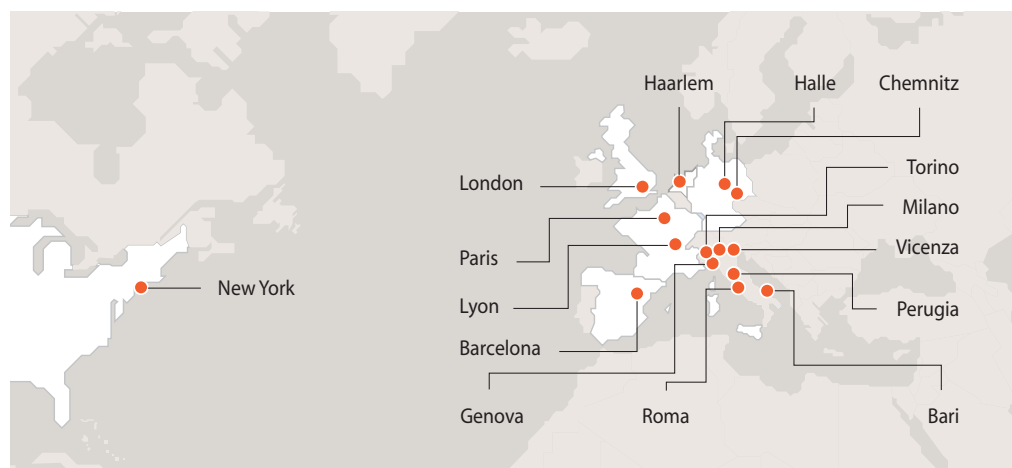 Haarlem
Halle
Chemnitz
Torino
London
Milano
Vicenza
Paris
New York
Lyon
Perugia
Barcelona
Genova
Roma
Bari